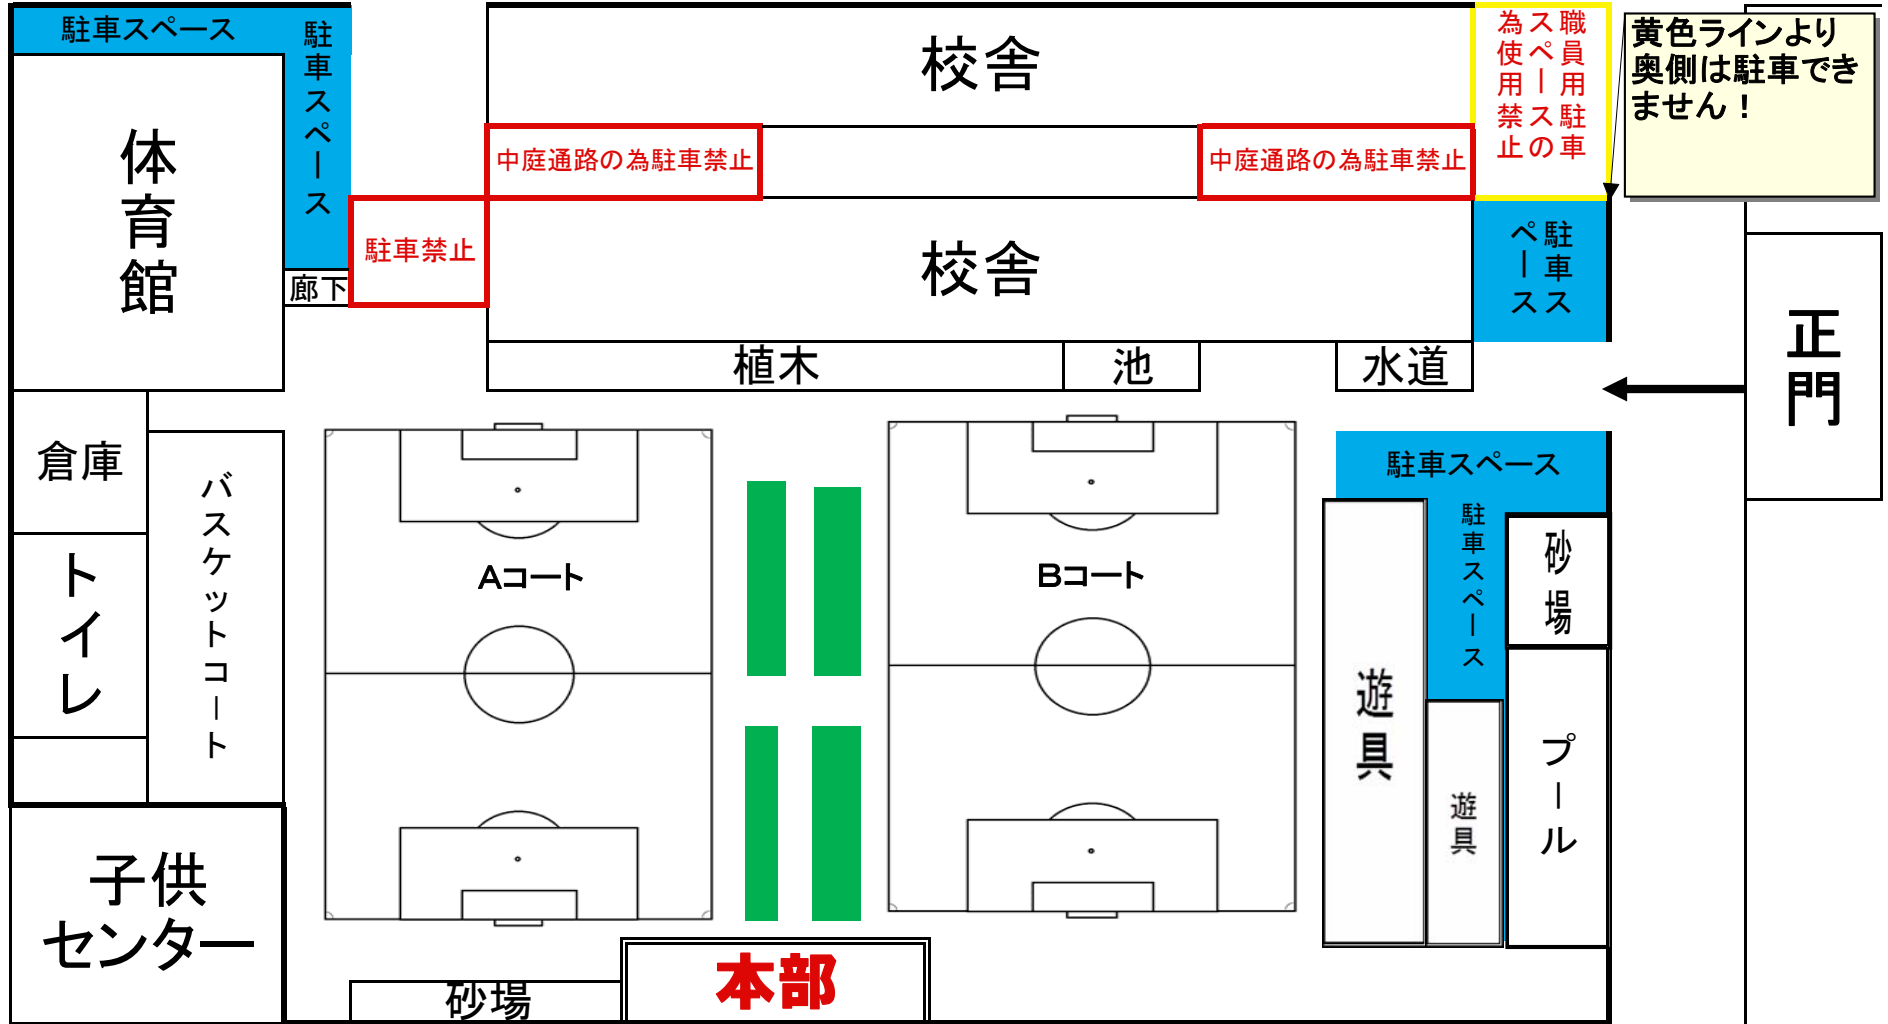 駐車スペース
駐車スペース
校舎
職員用駐車
スペースの
為使用禁止
黄色ラインより
奥側は駐車でき
ません！
体育館
中庭通路の為駐車禁止
中庭通路の為駐車禁止
駐車禁止
校舎
駐車ス
ペース
廊下
正門
植木
池
水道
倉庫
バスケットコート
駐車スペース
駐車スペース
砂場
トイレ
Aコート
Bコート
遊具
遊具
プール
子供
センター
本部
砂場